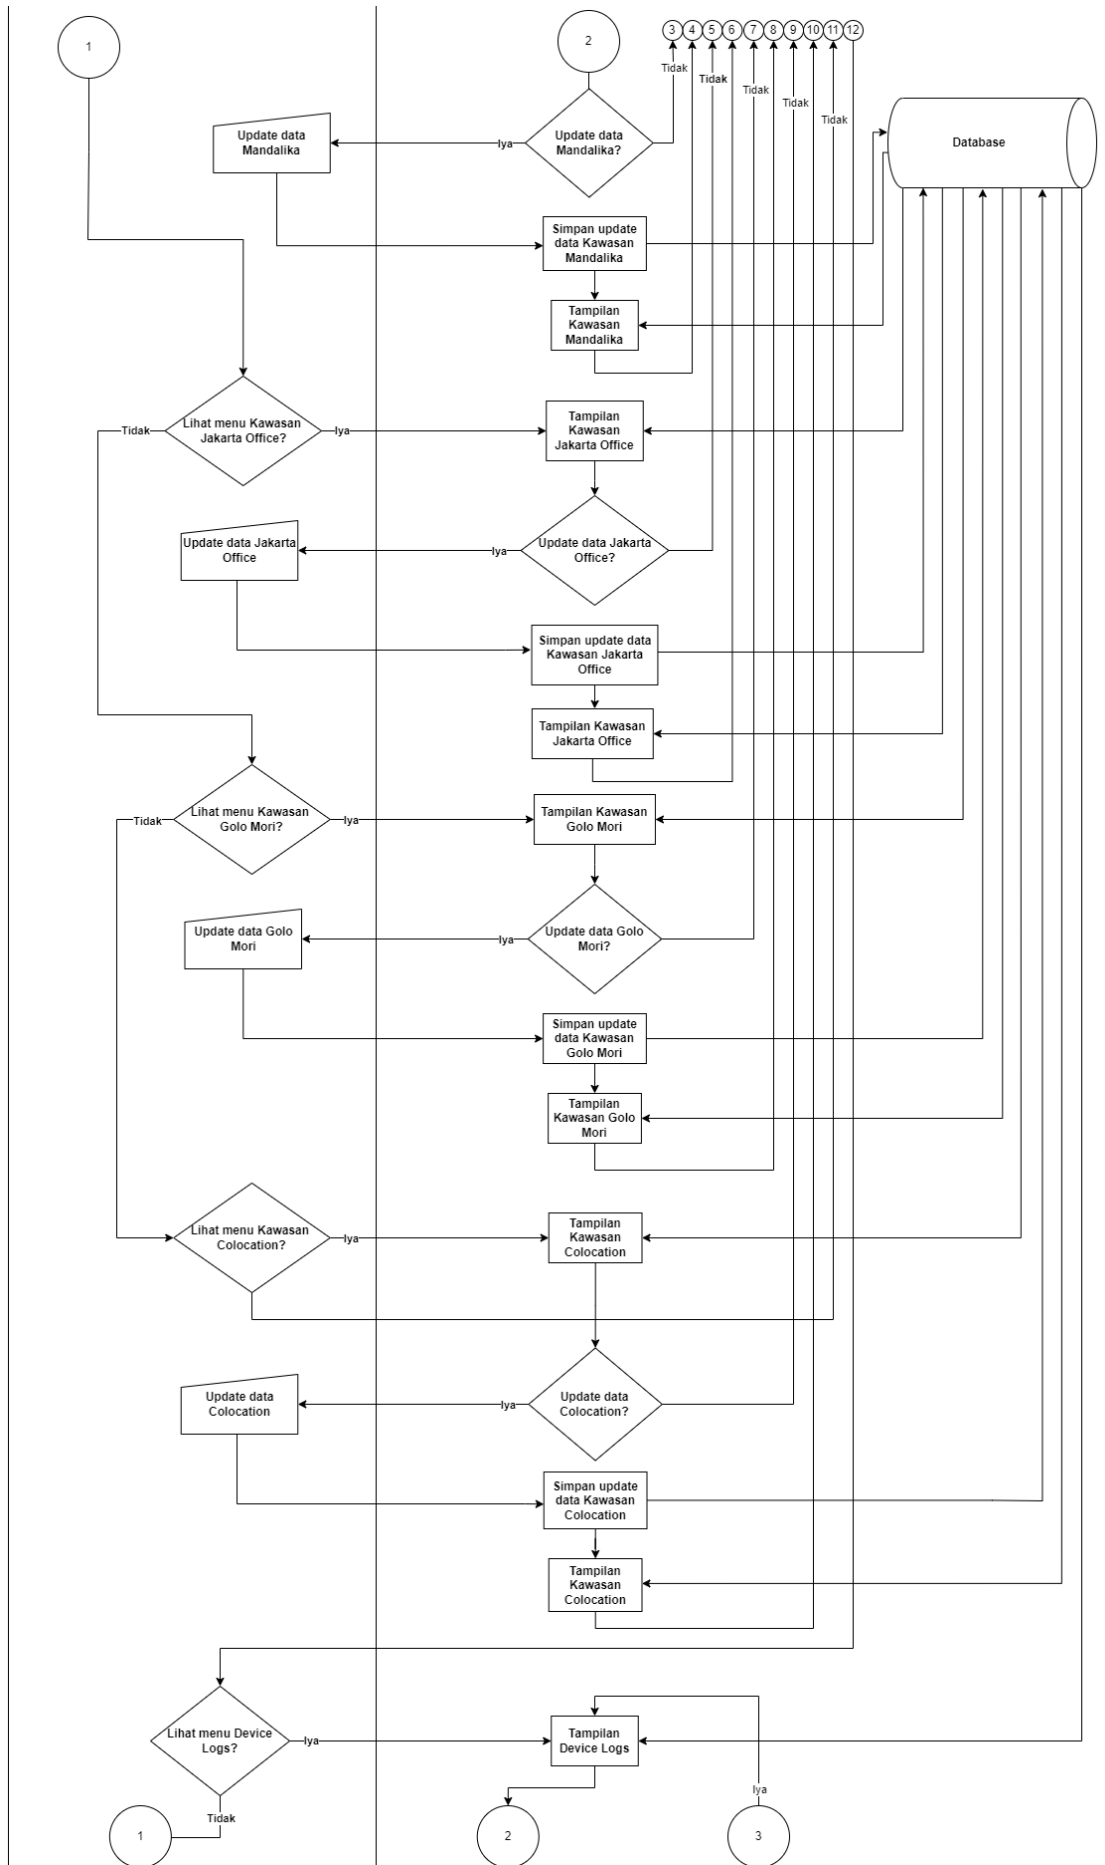 1
2
3
4
5
6
7
8
9
10
11
12
Tidak
Tidak
Tidak
Tidak
Tidak
Update data
Mandalika
Iya
Update data
Mandalika?
Database
Simpan update
data Kawasan
Mandalika
Tampilan
Kawasan
Mandalika
Tidak
Lihat menu Kawasan
Jakarta Office?
Iya
Tampilan
Kawasan
Jakarta Office
Update data Jakarta
Office
Iya
Update data Jakarta
Office?
Simpan update data
Kawasan Jakarta
Office
Tampilan Kawasan
Jakarta Office
Tidak
Lihat menu Kawasan
Golo Mori?
Iya
Tampilan Kawasan
Golo Mori
Update data Golo
Mori
Iya
Update data Golo
Mori?
Simpan update
data Kawasan
Golo Mori
Tampilan
Kawasan Golo
Mori
Lihat menu Kawasan
Colocation?
Iya
Tampilan
Kawasan
Colocation
Update data
Colocation
Iya
Update data
Colocation?
Simpan update
data Kawasan
Colocation
Tampilan
Kawasan
Colocation
Lihat menu Device
Logs?
Iya
Tampilan
Device Logs
Iya
Tidak
1
2
3